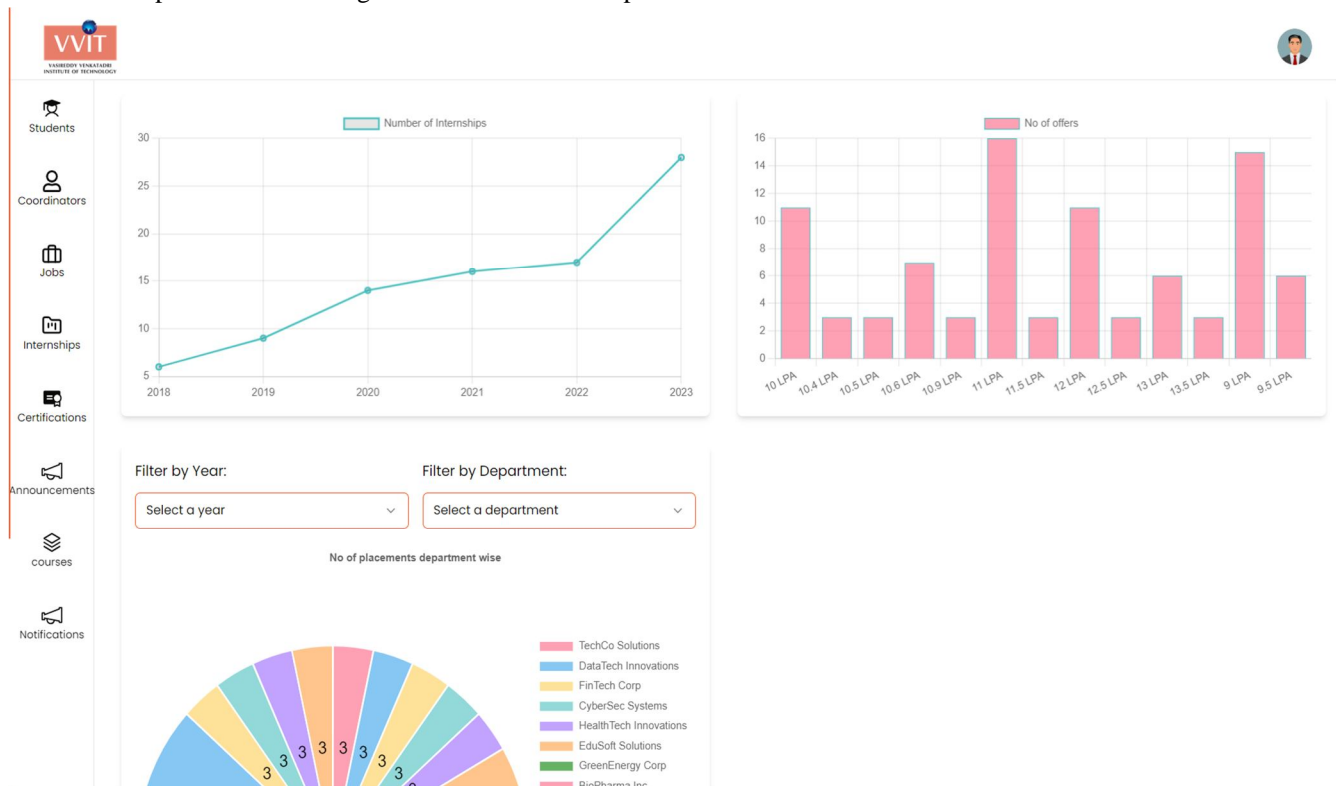 VVIT
VASIREDDY VENKATADRI
INSTITUTE OF TECHNOLOGY
Students
Coordinators
Jobs
Internships
Certifications
Announcements
courses
Notifications
Number of Internships
30
25
20
15
10
5
2018 2019 2020 2021 2022 2023
No of offers
16
14
12
10
8
6
4
2
0
10 LPA 10.4 LPA 10.5 LPA 10.6 LPA 10.9 LPA 11 LPA 11.5 LPA 12 LPA 12.5 LPA 13 LPA 13.5 LPA 9 LPA 9.5 LPA
Filter by Year: Filter by Department:
Select a year Select a department
No of placements department wise
TechCo Solutions
DataTech Innovations
FinTech Corp
CyberSec Systems
HealthTech Innovations
EduSoft Solutions
GreenEnergy Corp
BioPharma Inc
3 3 3 3 3 3 3 3